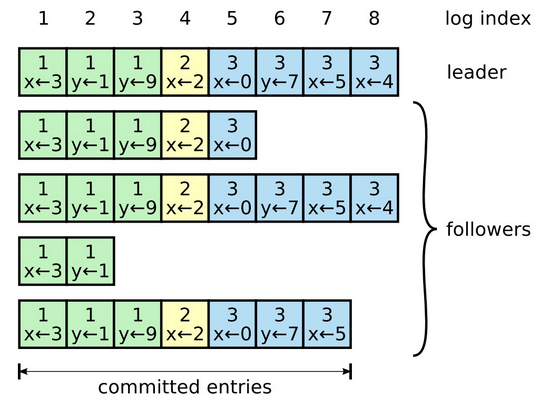 1 2 3 4 5 6 7 8 log index
1 1 1 2 3 3 3 3
x←3 y←1 y←9 x←2 x←0 y←7 x←5 x←4
leader
1 1 1 2 3
x←3 y←1 y←9 x←2 x←0
1 1 1 2 3 3 3 3
x←3 y←1 y←9 x←2 x←0 y←7 x←5 x←4
followers
1 1
x←3 y←1
1 1 1 2 3 3 3
x←3 y←1 y←9 x←2 x←0 y←7 x←5
committed entries